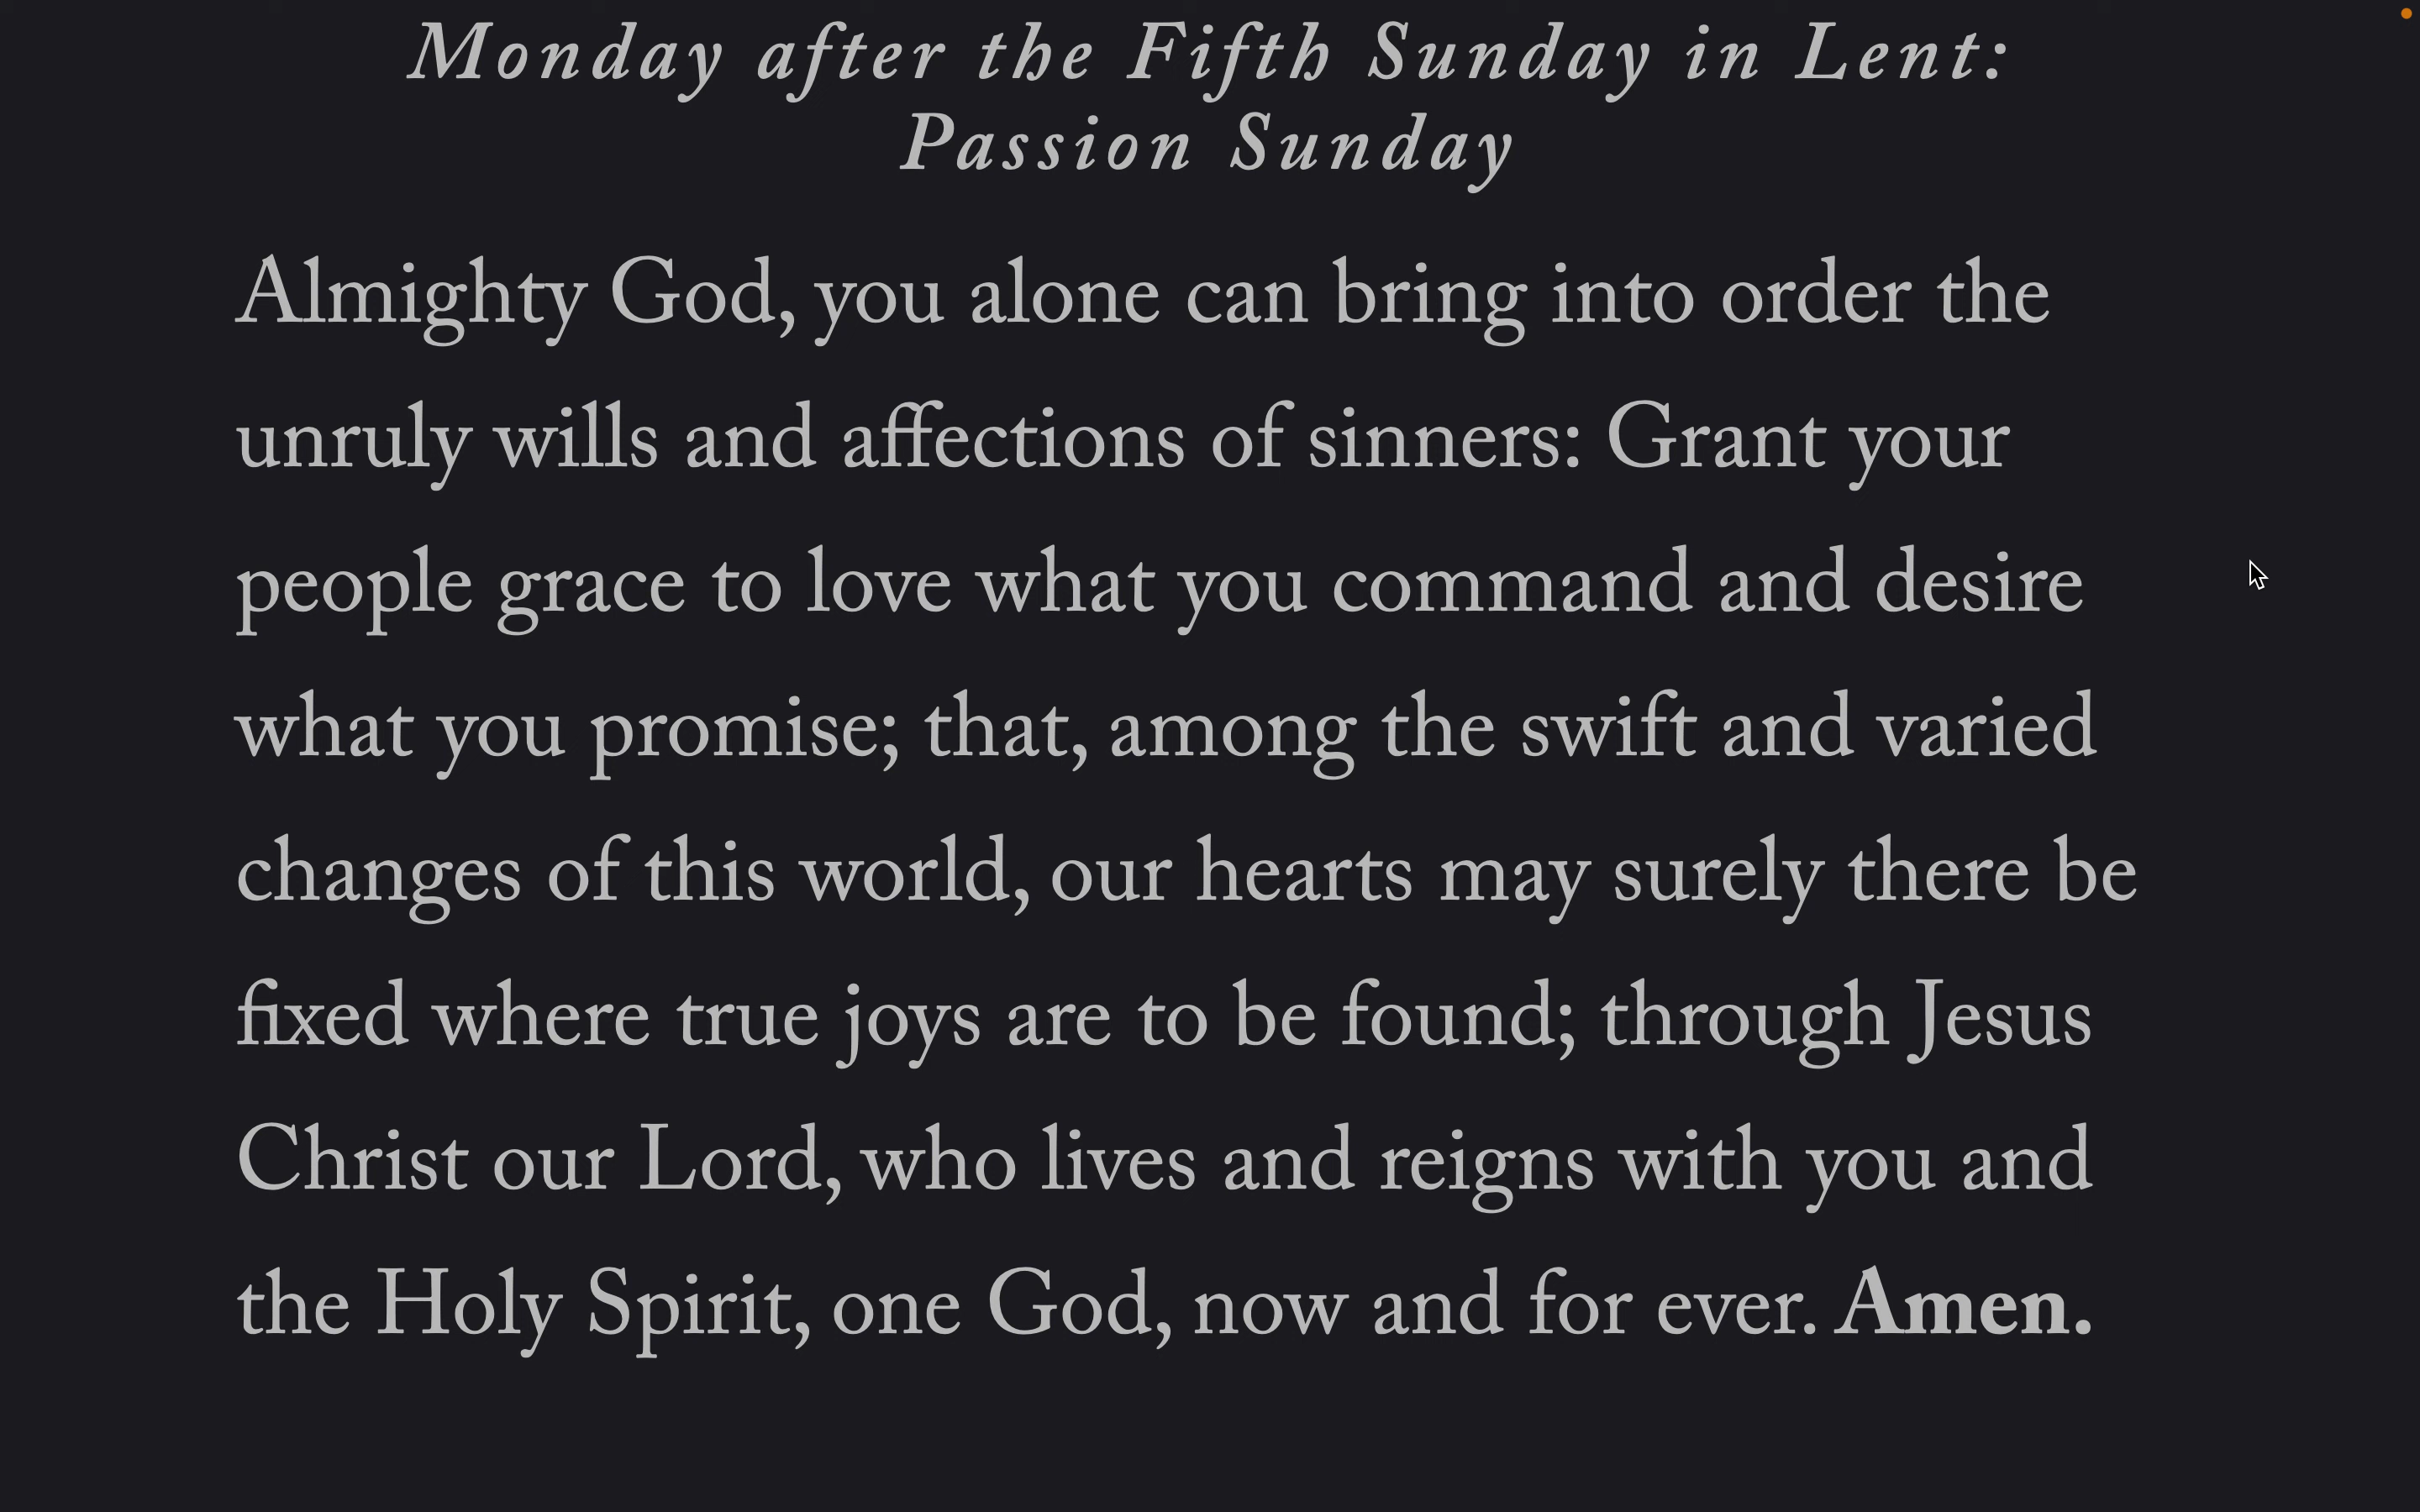 Monday after the Fifth Sunday in Lent:
Passion Sunday
Almighty God, you alone can bring into order the
unruly wills and affections of sinners: Grant your
people grace to love what you command and desire
what you promise; that, among the swift and varied
changes of this world, our hearts may surely there be
fixed where true joys are to be found; through Jesus
Christ our Lord, who lives and reigns with you and
the Holy Spirit, one God, now and for ever. Amen.